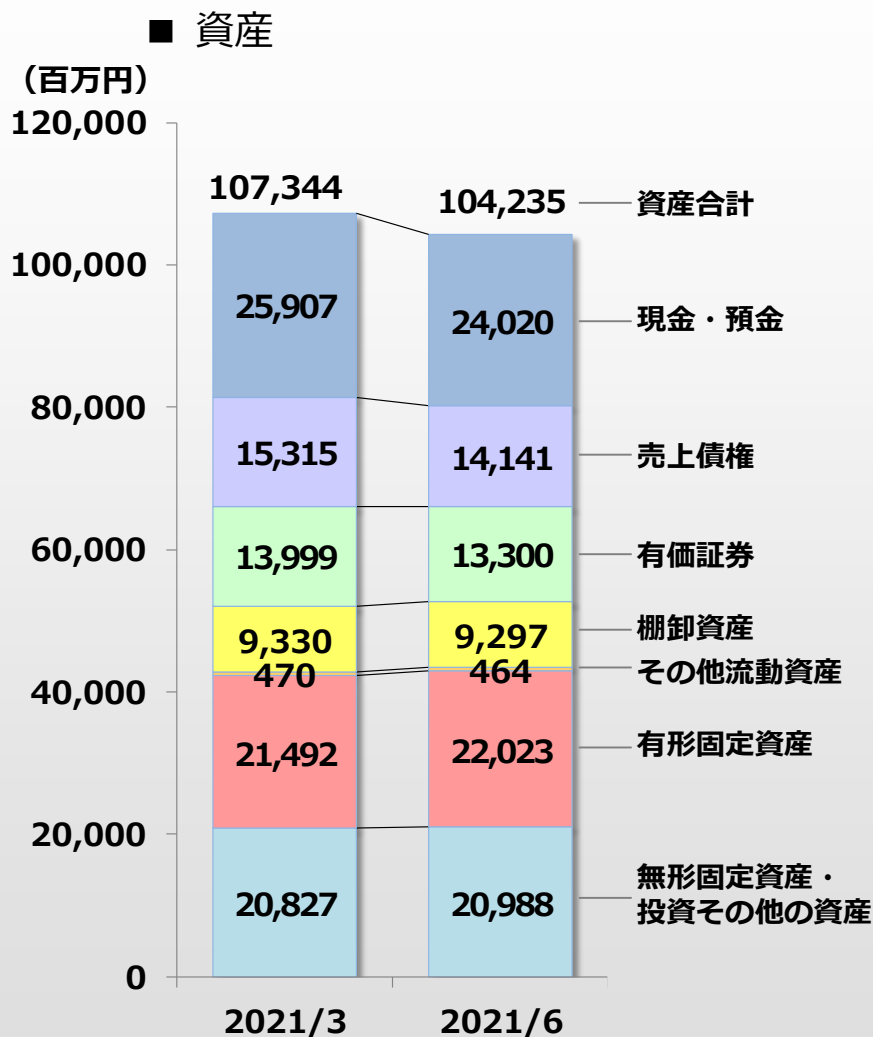 ■ 資産
（百万円）
120,000
107,344
104,235
資産合計
100,000
25,907
24,020
現金・預金
80,000
15,315
14,141
売上債権
60,000
13,999
13,300
有価証券
9,330
9,297
棚卸資産
470
464
その他流動資産
40,000
21,492
22,023
有形固定資産
20,000
20,827
20,988
無形固定資産・
投資その他の資産
0
2021/3
2021/6